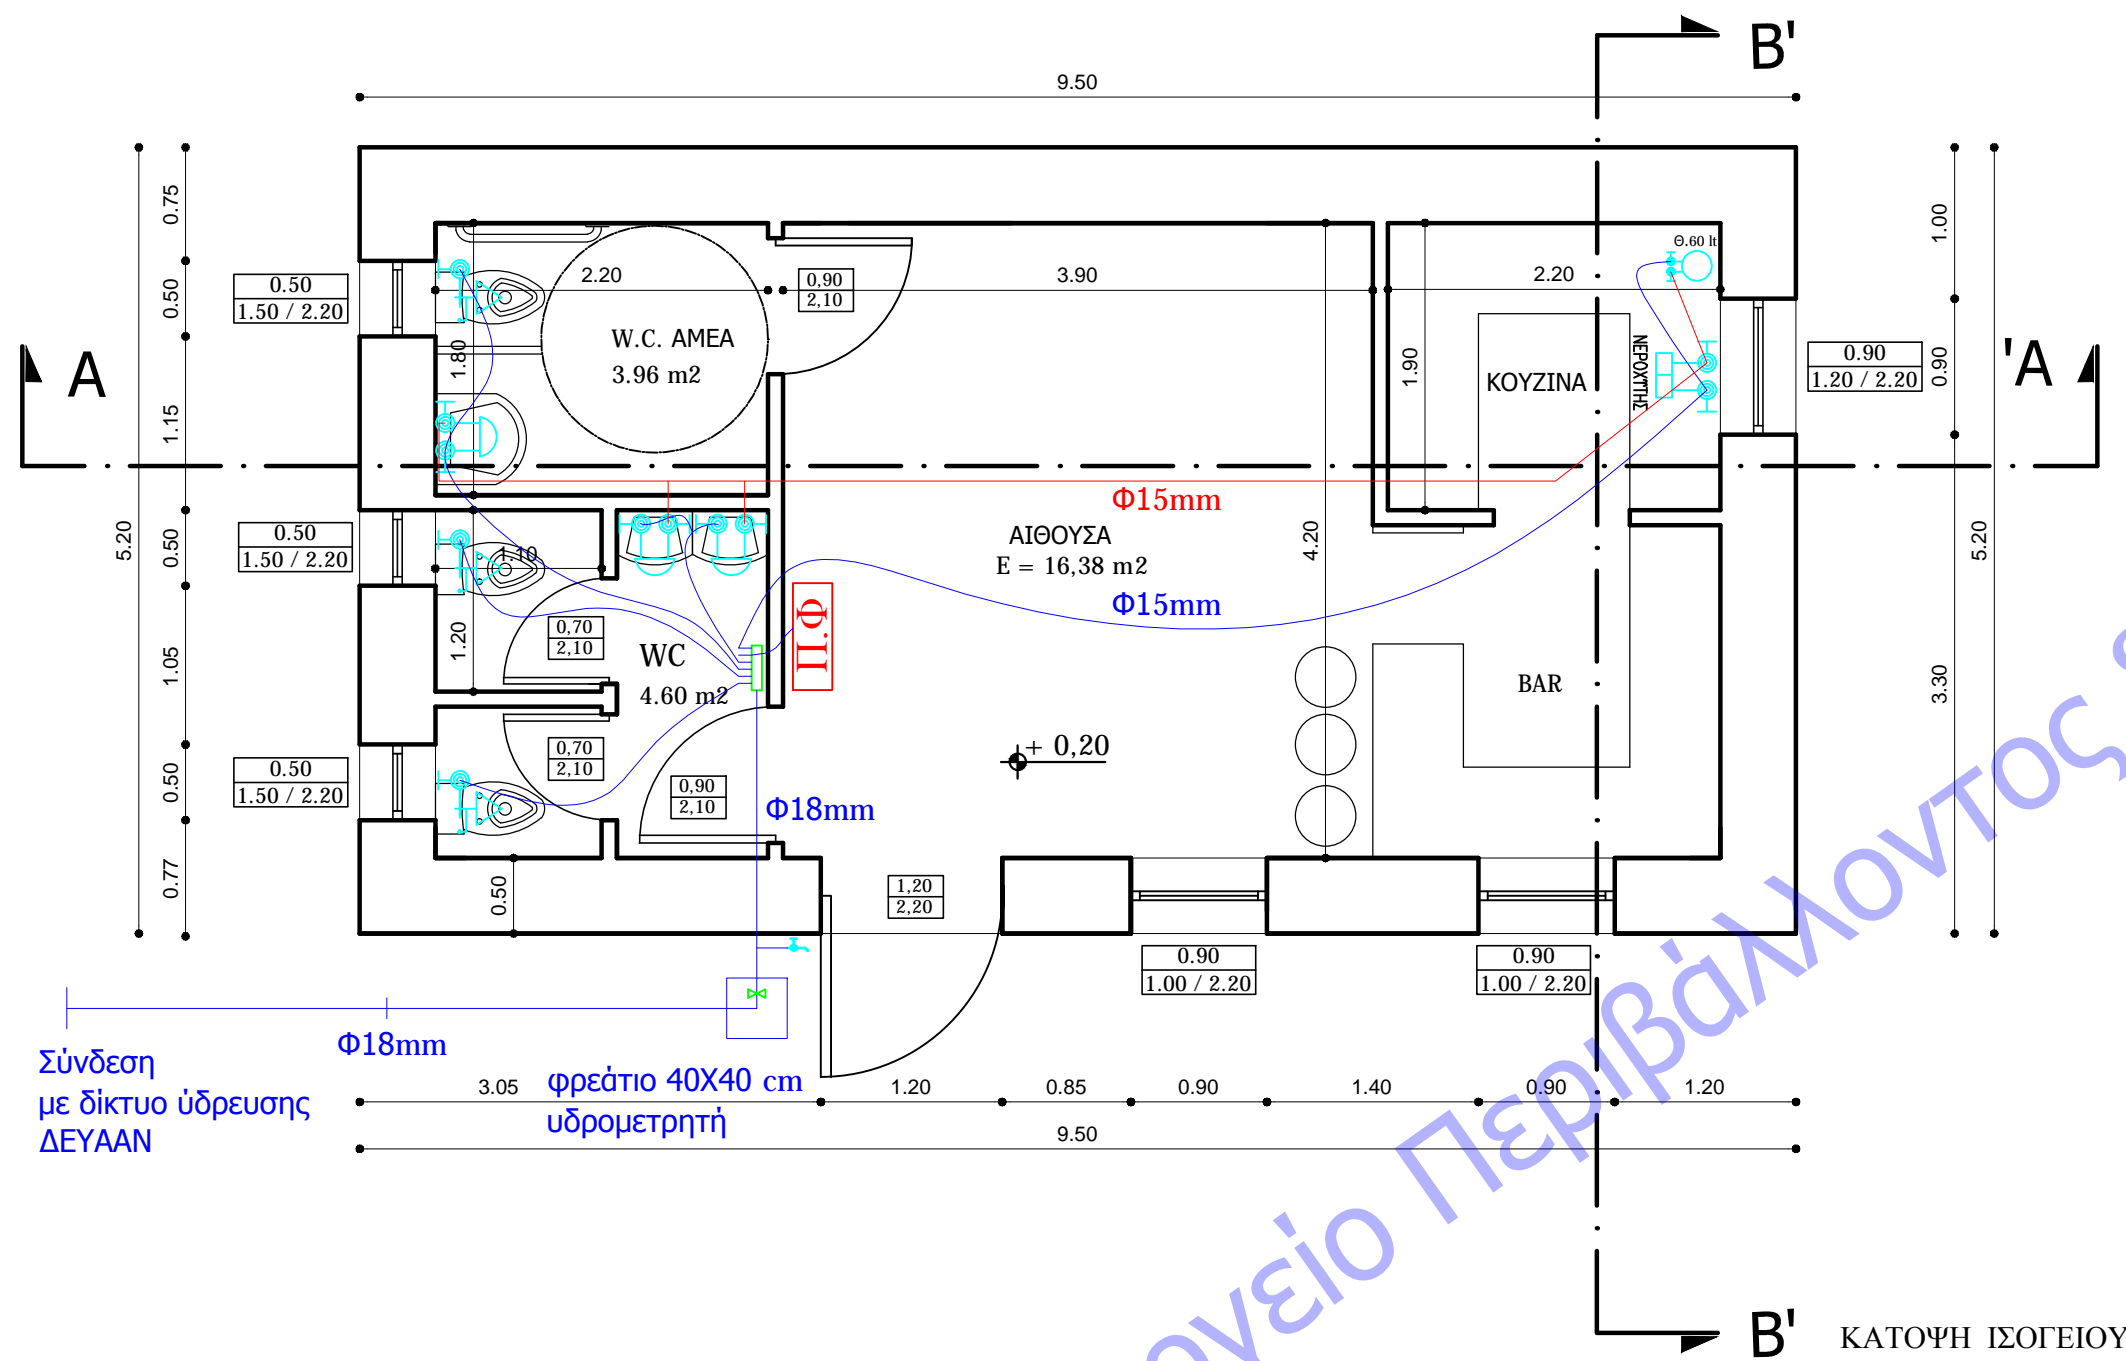 B'
9.50
0.75
0.50
1.15
0.50
1.05
0.50
0.77
5.20
0.50
1.50 / 2.20
0.50
1.50 / 2.20
0.50
1.50 / 2.20
A
2.20
0,90
2,10
3.90
2.20
Θ.60 lt
W.C. ΑΜΕΑ
3.96 m2
1.80
1.90
ΚΟΥΖΙΝΑ
ΝΕΡΟΧΥΤΗΣ
0.90
1.20 / 2.20
'A
1.00
0.90
3.30
5.20
Φ15mm
ΑΙΘΟΥΣΑ
E = 16,38 m2
4.20
Φ15mm
1.10
1.20
0,70
2,10
WC
4.60 m2
Π.Φ
BAR
+ 0,20
0,70
2,10
0,90
2,10
Φ18mm
0.50
1,20
2,20
0.90
1.00 / 2.20
0.90
1.00 / 2.20
Φ18mm
Σύνδεση
με δίκτυο ύδρευσης
ΔΕΥΑΑΝ
φρεάτιο 40Χ40 cm
υδρομετρητή
3.05
1.20
0.85
0.90
1.40
0.90
1.20
9.50
Περιβάλλοντος
B'
ΚΑΤΟΨΗ ΙΣΟΓΕΙΟΥ